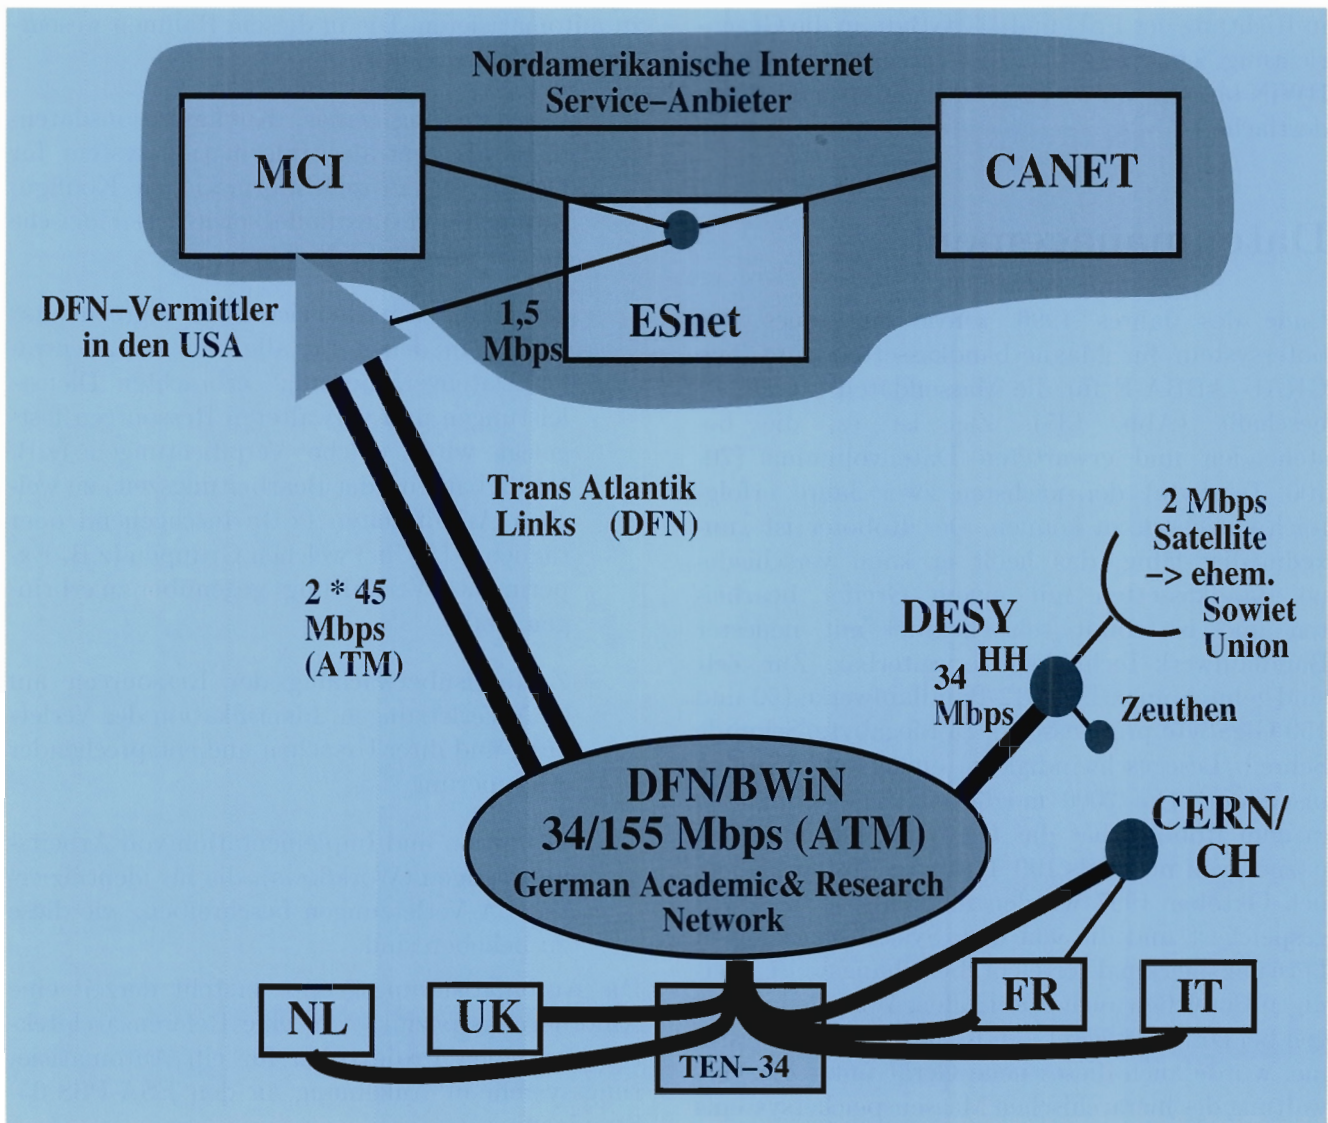 Nordamerikanische Internet
Service-Anbieter
MCI
CANET
ESnet
DFN-Vermittler
in den USA
1,5
Mbps
Trans Atlantik
Links (DFN)
2 * 45
Mbps
(ATM)
2 Mbps
Satellite
-> ehem.
Sowiet
Union
DESY
HH
34
Mbps
Zeuthen
DFN/BWiN
34/155 Mbps (ATM)
German Academic& Research
Network
CERN/
CH
NL
UK
FR
IT
TEN-34